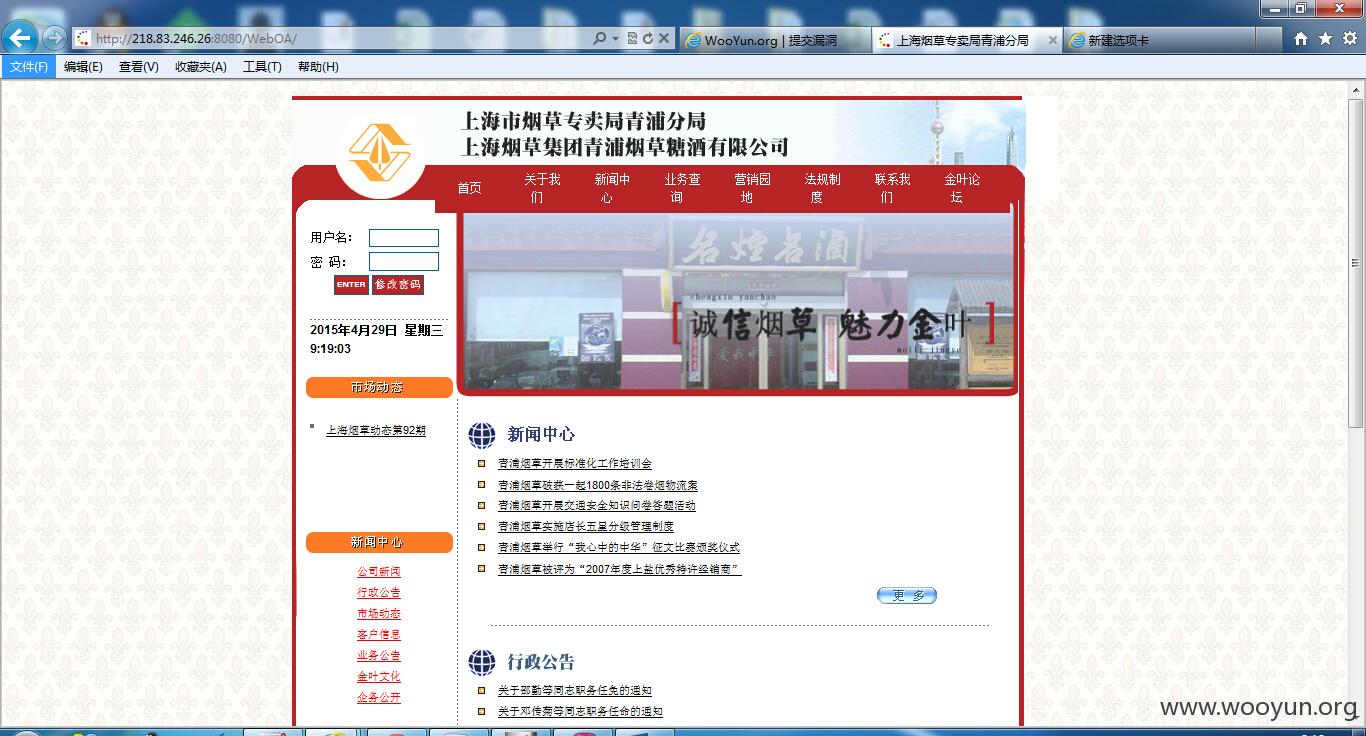 http://218.83.246.26:8080/WebOA/
WooYun.org | 提交漏洞
上海烟草专卖局青浦分局
新建选项卡
文件(F) 编辑(E) 查看(V) 收藏夹(A) 工具(T) 帮助(H)
上海市烟草专卖局青浦分局
上海烟草集团青浦烟草糖酒有限公司
首页 关于我们 新闻中心 业务查询 营销园地 法规制度 联系我们 金叶论坛
用户名:
密 码:
ENTER 修改密码
2015年4月29日 星期三
9:19:03
市场动态
上海烟草动态第92期
新闻中心
公司新闻
行政公告
市场动态
客户信息
业务公告
金叶文化
企务公开
名煙名酒
chengxin yanchao
诚信烟草 魅力金叶
meili jingye
爱我中华
新闻中心
青浦烟草开展标准化工作培训会
青浦烟草破获一起1800条非法卷烟物流案
青浦烟草开展交通安全知识问卷答题活动
青浦烟草实施店长五星分级管理制度
青浦烟草举行“我心中的中华”征文比赛颁奖仪式
青浦烟草被评为“2007年度上盐优秀特许经销商”
更 多
行政公告
关于邵勤等同志职务任免的通知
关于邓传菊等同志职务任命的通知
www.wooyun.org